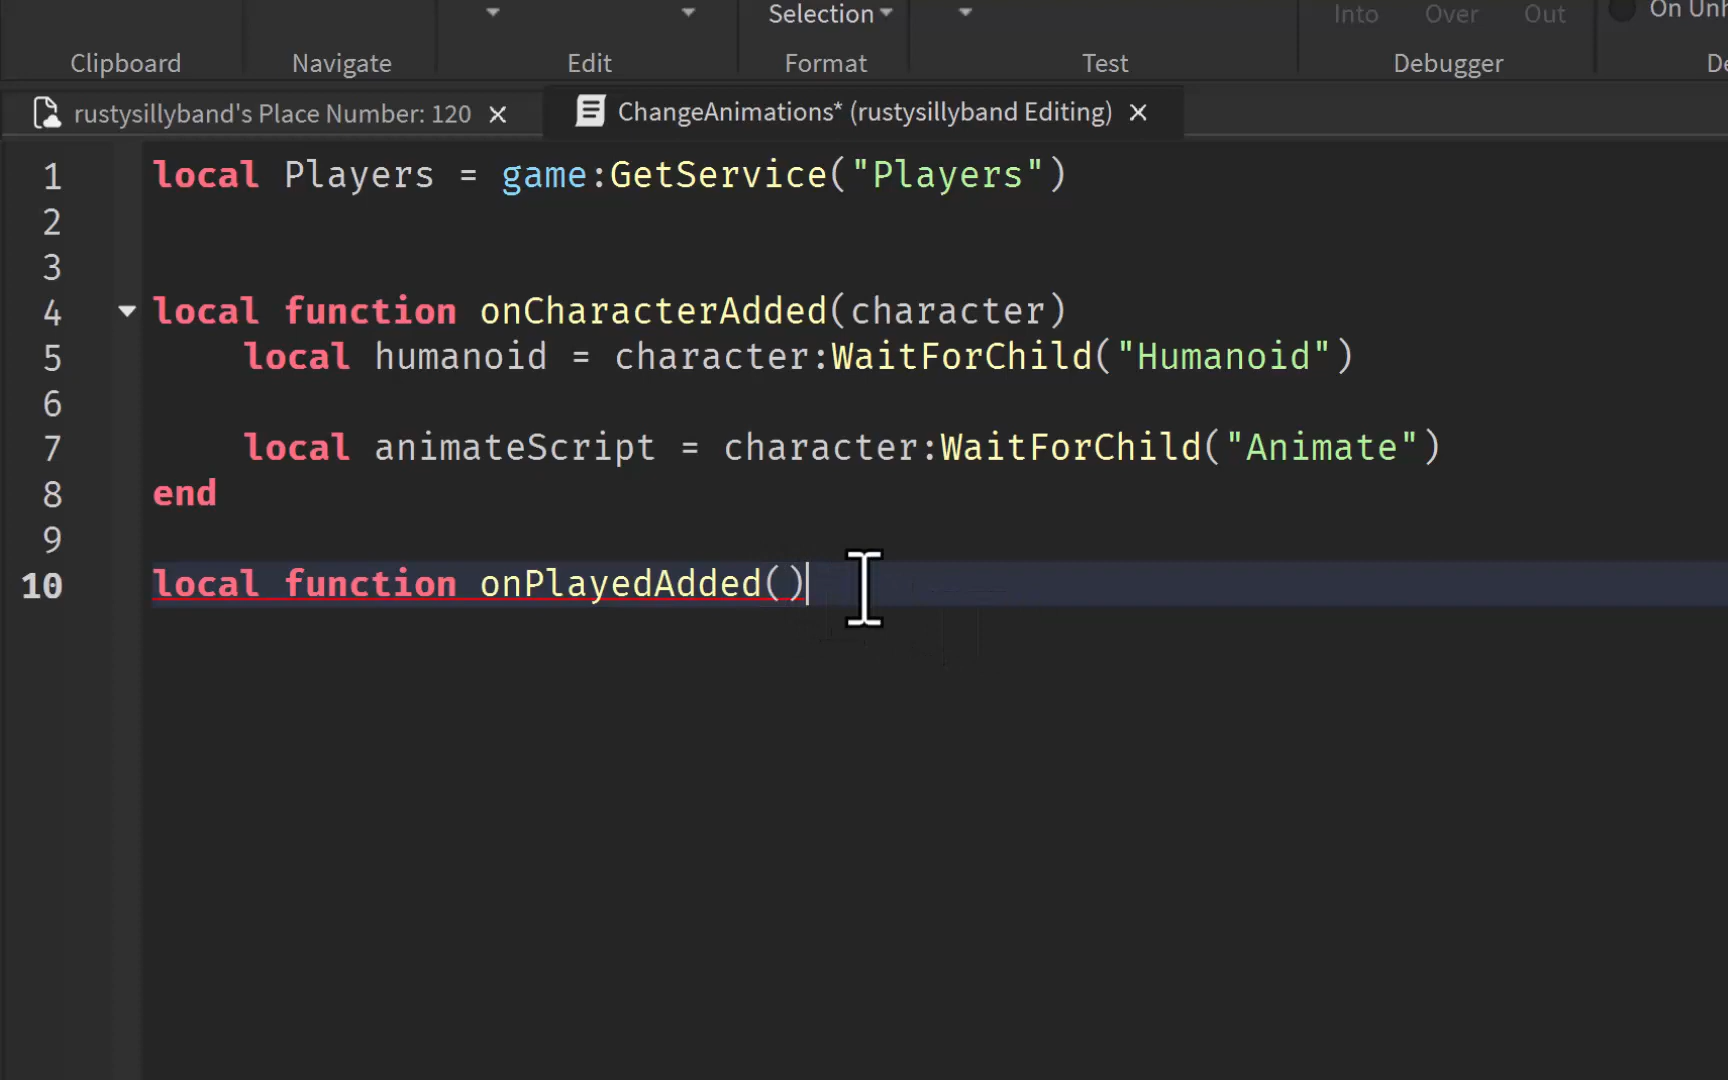 Selection
Into Over Out
On Unh
Clipboard Navigate Edit Format Test Debugger De
rustysillyband's Place Number: 120
ChangeAnimations* (rustysillyband Editing)
1 local Players = game:GetService("Players")
2
3
4 local function onCharacterAdded(character)
5 local humanoid = character:WaitForChild("Humanoid")
6
7 local animateScript = character:WaitForChild("Animate")
8 end
9
10 local function onPlayedAdded()